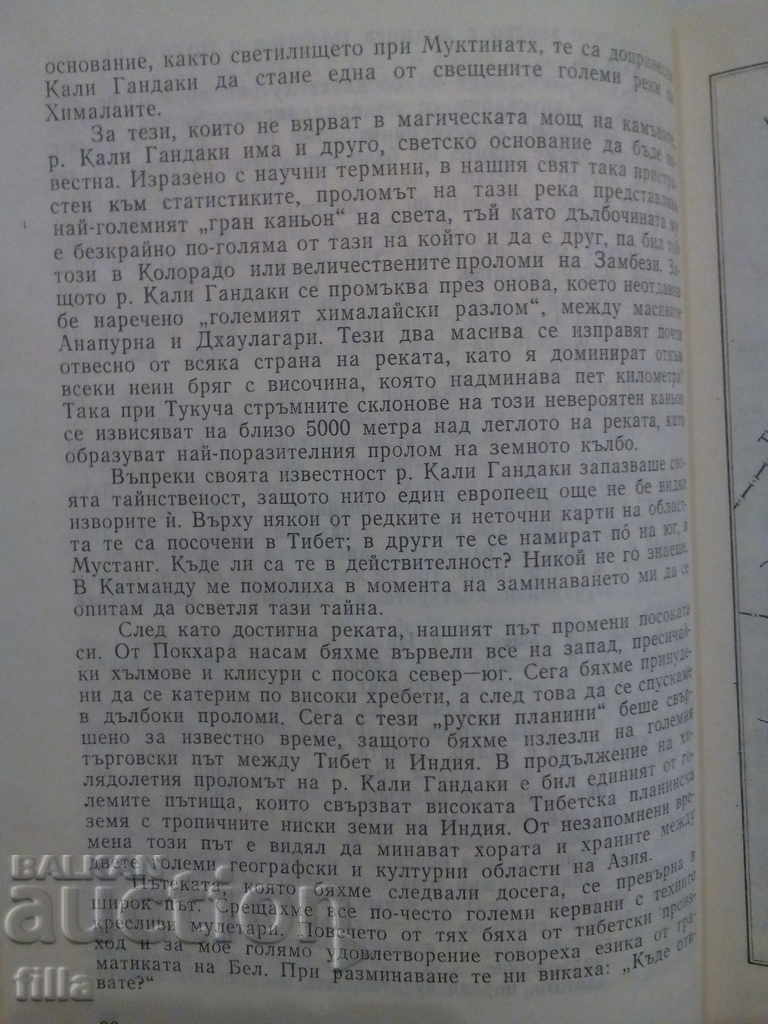 основание, както светилището при Муктинатх, те са
Кали Гандаки да стане една от свещените големи реки
Хималаите.
За тези, които не вярват в магическата мощ на
р. Кали Гандаки има и друго, светско основание да бъде
вестна. Изразено с научни термини, в нашия свят така
стен към статистиките, проломът на тази река представлява
най-големият „гран каньон“ на света, тъй като дълбочината
е безкрайно по-голяма от тази на който и да е друг, па бил
този в Колорадо или величествените проломи на Замбези. За-
щото р. Кали Гандаки се промъква през онова, което неотдавна
бе наречено „големият хималайски разлом“, между масивите
Анапурна и Дхаулагари. Тези два масива се изправят почти
отвесно от всяка страна на реката, като я доминират откъм
всеки неин бряг с височина, която надминава пет километра
Така при Тукуча стръмните склонове на този невероятен каньон
се извисяват на близо 5000 метра над леглото на реката,
образуват най-поразителния пролом на земното кълбо.
Въпреки своята известност р. Кали Гандаки запазваше сво-
ята тайнственост, защото нито един европеец още не бе видял
изворите ѝ. Върху някои от редките и неточни карти на област-
та те са посочени в Тибет; в други те се намират по́ на юг, в
Мустанг. Къде ли са те в действителност? Никой не го знаеше.
В Катманду ме помолиха в момента на заминаването ми да се
опитам да осветля тази тайна.
След като достигна реката, нашият път промени посоката
си. От Покхара насам бяхме вървели все на запад, пресичай-
ки хълмове и клисури с посока север—юг. Сега бяхме принуде-
ни да се катерим по високи хребети, а след това да се спускаме
в дълбоки проломи. Сега с тези „руски планини“ беше свър-
шено за известно време, защото бяхме излезли на големия
търговски път между Тибет и Индия. В продължение на хи-
лядолетия проломът на р. Кали Гандаки е бил единият от го-
лемите пътища, които свързват високата Тибетска планинска
земя с тропичните ниски земи на Индия. От незапомнени вре-
мена този път е видял да минават хората и храните между
двете големи географски и културни области на Азия.
Пътеката, която бяхме следвали досега, се превърна в
широк път. Срещахме все по-често големи кервани с техните
кресливи мулетари. Повечето от тях бяха от тибетски произ-
ход и за мое голямо удовлетворение говореха езика от гра-
матиката на Бел. При разминаване те ни викаха: „Къде оти-
вате?“
BALKAN
auction
filla